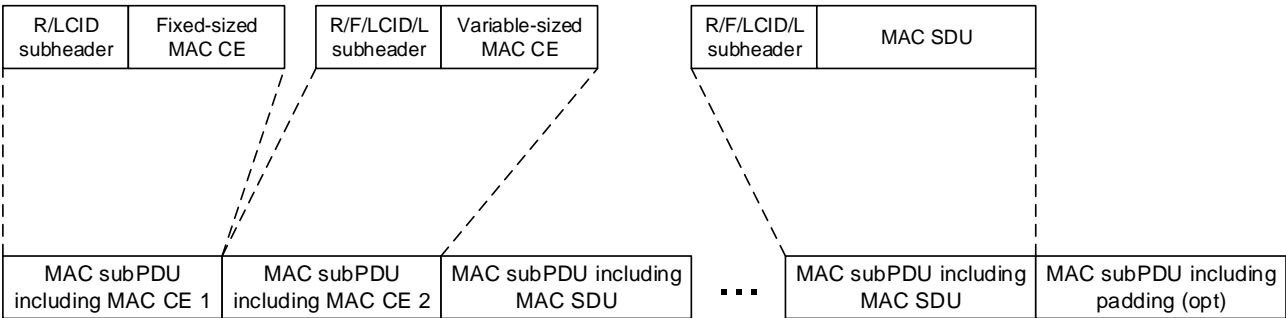 R/LCID
subheader
Fixed-sized
MAC CE
R/F/LCID/L
subheader
Variable-sized
MAC CE
R/F/LCID/L
subheader
MAC SDU
MAC subPDU
including MAC CE 1
MAC subPDU
including MAC CE 2
MAC subPDU including
MAC SDU
...
MAC subPDU including
MAC SDU
MAC subPDU including
padding (opt)